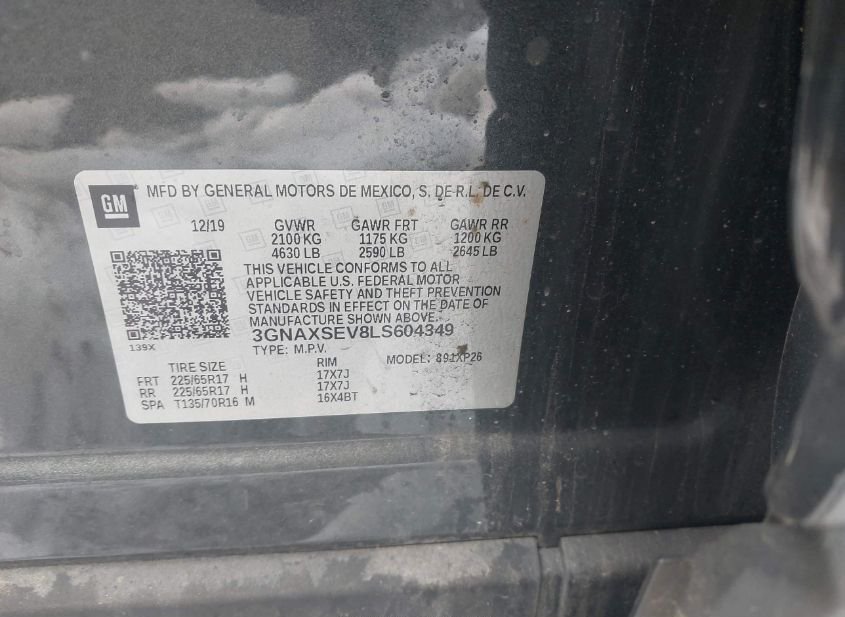 GM
MFD BY GENERAL MOTORS DE MEXICO, S. DE R.L. DE C.V.
12/19 GVWR GAWR FRT GAWR RR
2100 KG 1175 KG 1200 KG
4630 LB 2590 LB 2645 LB
THIS VEHICLE CONFORMS TO ALL
APPLICABLE U.S. FEDERAL MOTOR
VEHICLE SAFETY AND THEFT PREVENTION
STANDARDS IN EFFECT ON THE DATE OF
MANUFACTURE SHOWN ABOVE.
3GNAXSEV8LS604349
139X
TYPE: M.P.V. MODEL: 891XP26
TIRE SIZE RIM
FRT 225/65R17 H 17X7J
RR 225/65R17 H 17X7J
SPA T135/70R16 M 16X4BT